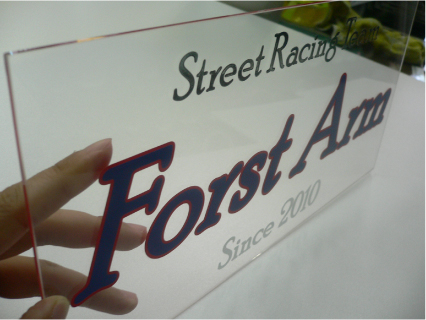 Street Racing Team
Forst Arm
Since 2010